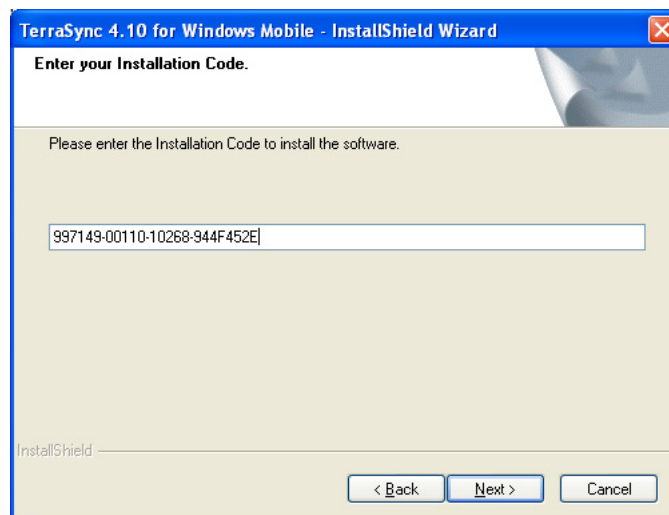 TerraSync 4.10 for Windows Mobile - InstallShield Wizard
Enter your Installation Code.
Please enter the Installation Code to install the software.
997149-00110-10268-944F452E
InstallShield
< Back
Next >
Cancel